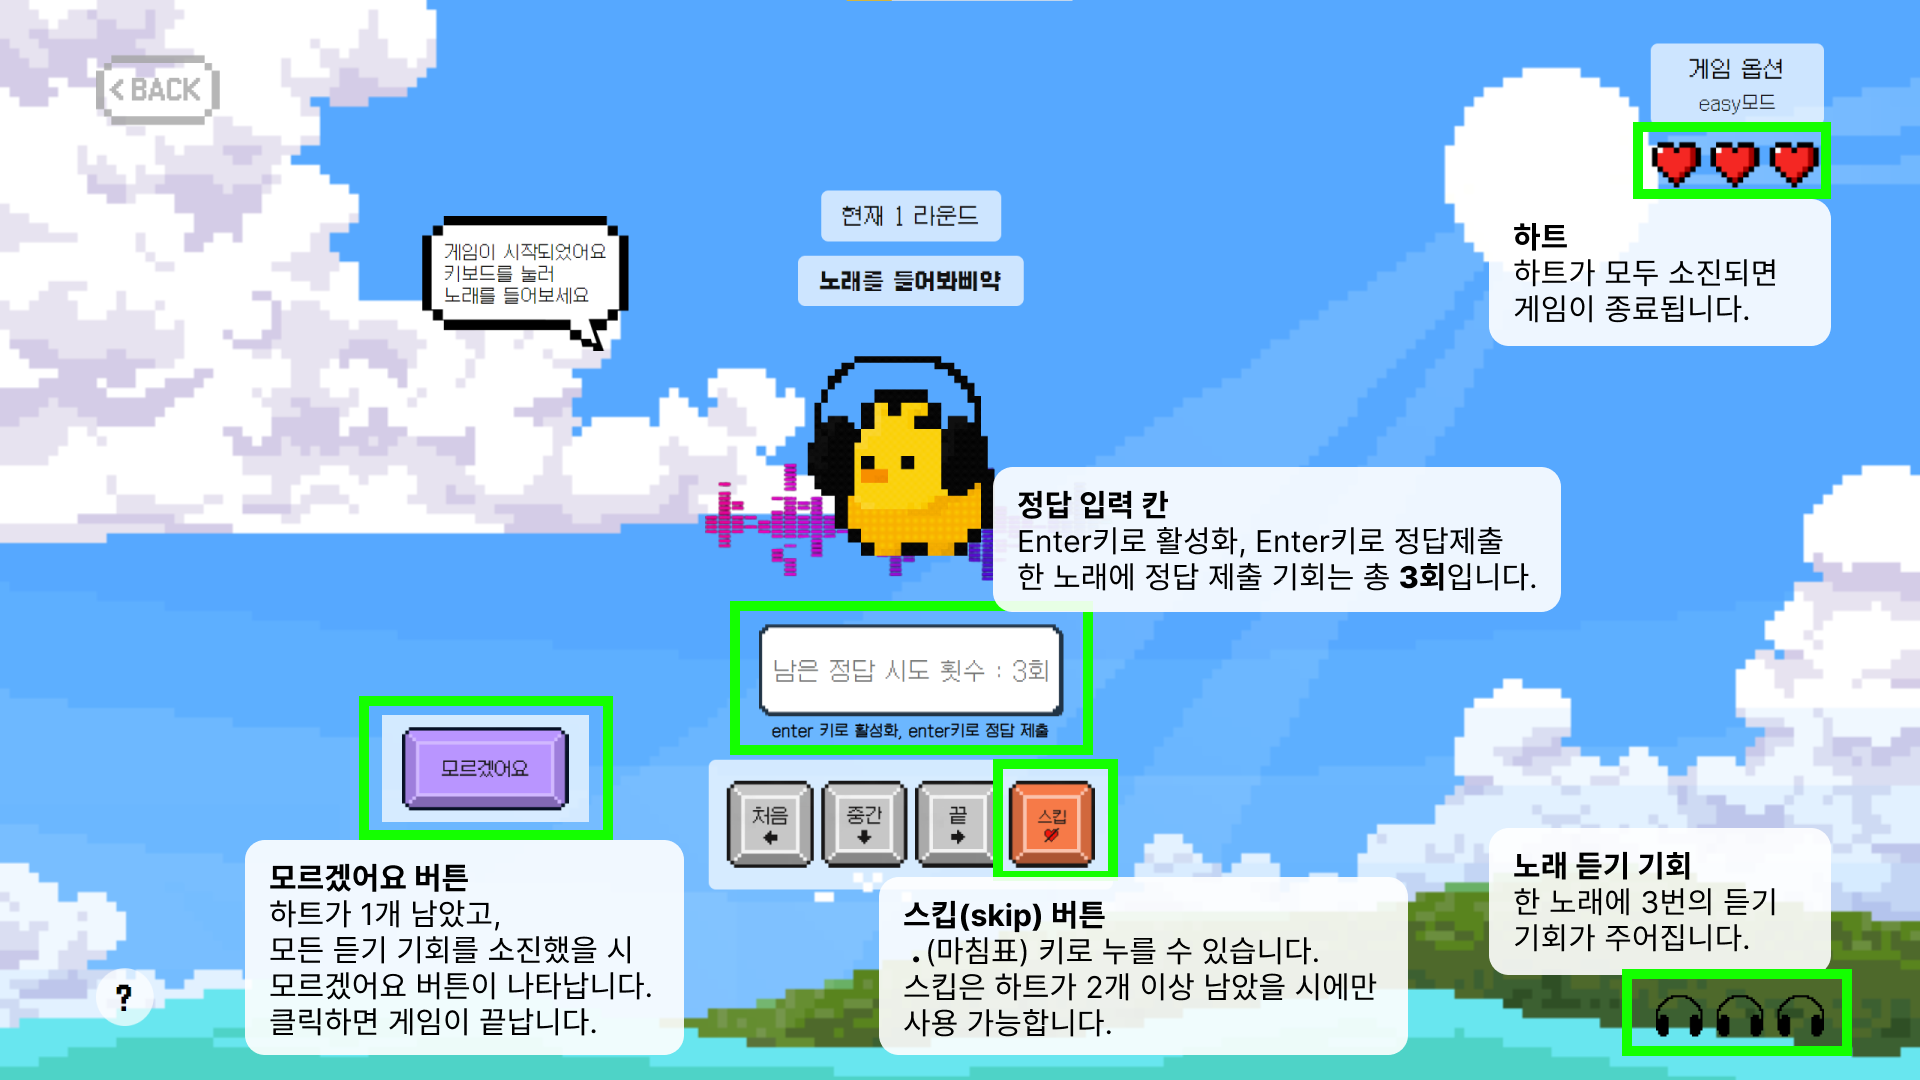 < BACK
게임 옵션
easy모드
현재 1 라운드
노래를 들어봐삐약
게임이 시작되었어요
키보드를 눌러
노래를 들어보세요
하트
하트가 모두 소진되면
게임이 종료됩니다.
정답 입력 칸
Enter키로 활성화, Enter키로 정답제출
한 노래에 정답 제출 기회는 총 3회입니다.
남은 정답 시도 횟수 : 3회
enter 키로 활성화, enter키로 정답 제출
모르겠어요
처음
중간
끝
스킵
모르겠어요 버튼
하트가 1개 남았고,
모든 듣기 기회를 소진했을 시
모르겠어요 버튼이 나타납니다.
클릭하면 게임이 끝납니다.
스킵(skip) 버튼
. (마침표) 키로 누를 수 있습니다.
스킵은 하트가 2개 이상 남았을 시에만
사용 가능합니다.
노래 듣기 기회
한 노래에 3번의 듣기
기회가 주어집니다.
?